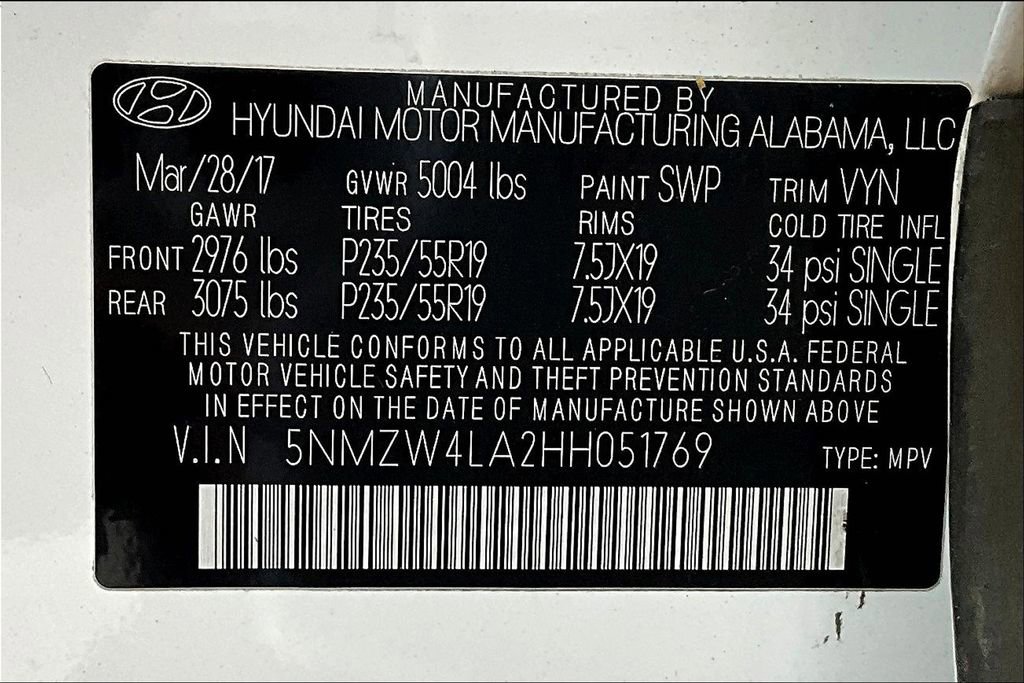 MANUFACTURED BY
HYUNDAI MOTOR MANUFACTURING ALABAMA, LLC
Mar/28/17 GVWR 5004 lbs PAINT SWP TRIM VYN
GAWR TIRES RIMS COLD TIRE INFL
FRONT 2976 lbs P235/55R19 7.5JX19 34 psi SINGLE
REAR 3075 lbs P235/55R19 7.5JX19 34 psi SINGLE
THIS VEHICLE CONFORMS TO ALL APPLICABLE U.S.A. FEDERAL
MOTOR VEHICLE SAFETY AND THEFT PREVENTION STANDARDS
IN EFFECT ON THE DATE OF MANUFACTURE SHOWN ABOVE
V.I.N 5NMZW4LA2HH051769 TYPE: MPV